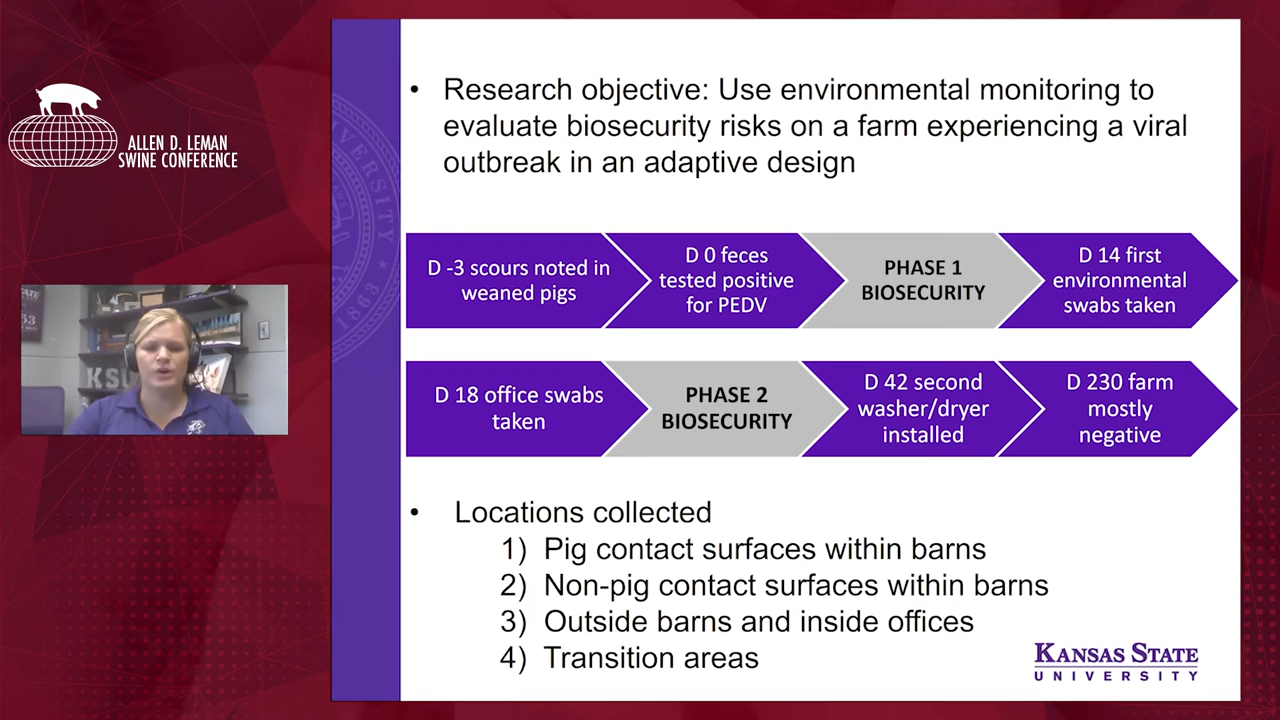 ALLEN D. LEMAN
SWINE CONFERENCE
• Research objective: Use environmental monitoring to
evaluate biosecurity risks on a farm experiencing a viral
outbreak in an adaptive design
D -3 scours noted in
weaned pigs
D 0 feces
tested positive
for PEDV
PHASE 1
BIOSECURITY
D 14 first
environmental
swabs taken
D 18 office swabs
taken
PHASE 2
BIOSECURITY
D 42 second
washer/dryer
installed
D 230 farm
mostly
negative
• Locations collected
1) Pig contact surfaces within barns
2) Non-pig contact surfaces within barns
3) Outside barns and inside offices
4) Transition areas
KANSAS STATE
UNIVERSITY
1863
KSU